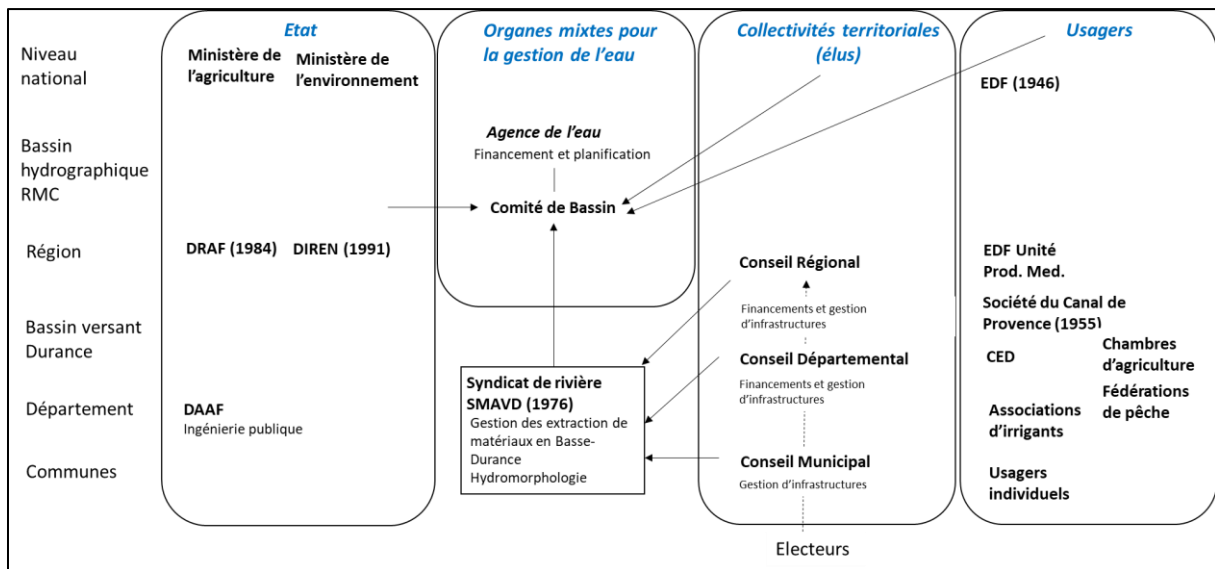 Etat
Organes mixtes pour
la gestion de l'eau
Collectivités territoriales
(élus)
Usagers
Niveau
national
Ministère de
l'agriculture
Ministère de
l'environnement
EDF (1946)
Bassin
hydrographique
RMC
Agence de l'eau
Financement et planification
Comité de Bassin
Région
DRAF (1984)
DIREN (1991)
Conseil Régional
Financements et gestion
d'infrastructures
EDF Unité
Prod. Med.
Société du Canal de
Provence (1955)
Bassin versant
Durance
Conseil Départemental
Financements et gestion
d'infrastructures
CED
Chambres
d'agriculture
Fédérations
de pêche
Syndicat de rivière
SMAVD (1976)
Gestion des extraction de
matériaux en Basse-
Durance
Hydromorphologie
Département
DAAF
Ingénierie publique
Associations
d'irrigants
Communes
Conseil Municipal
Gestion d'infrastructures
Usagers
individuels
Electeurs